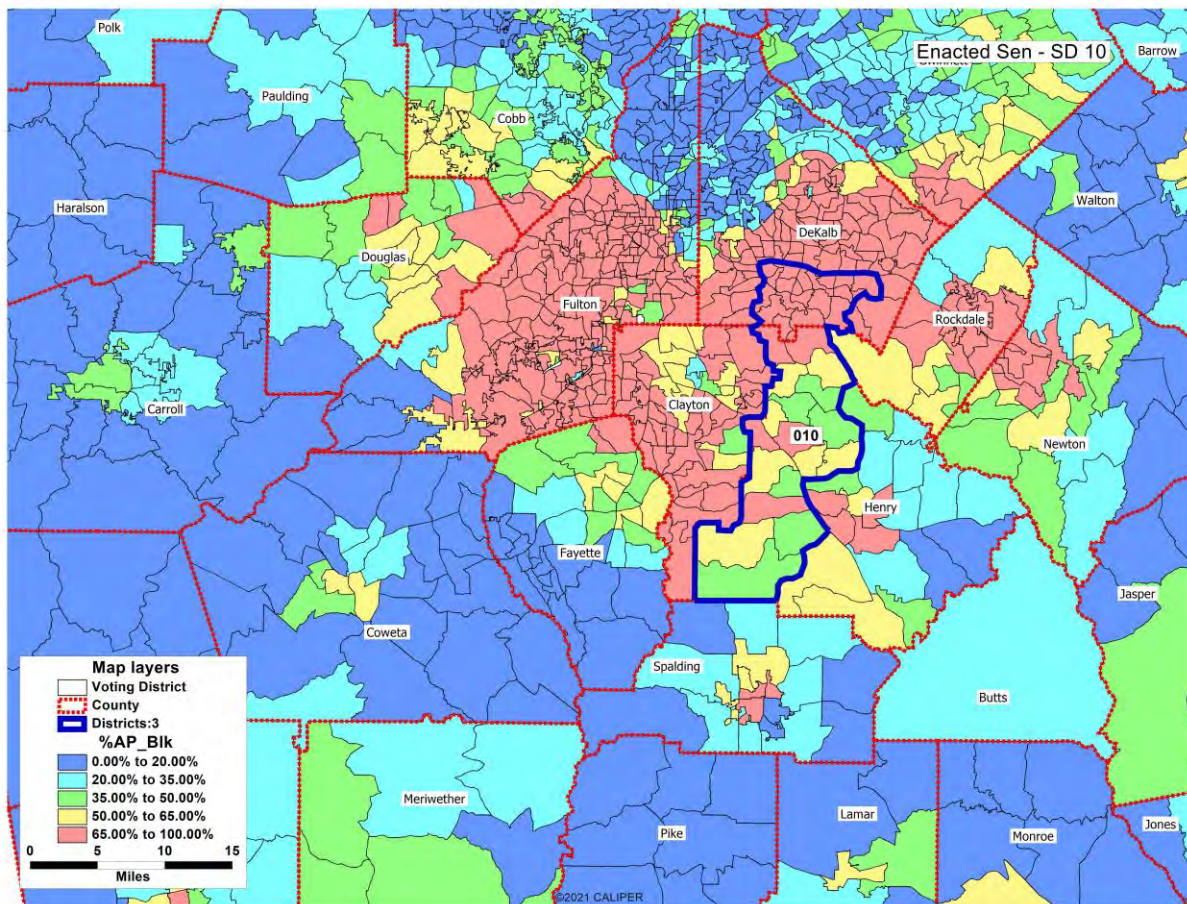 Polk
Enacted Sen - SD 10
Barrow
Paulding
Cobb
Haralson
Walton
DeKalb
Douglas
Fulton
Rockdale
Carroll
Clayton
010
Newton
Henry
Fayette
Jasper
Coweta
Spalding
Butts
Map layers
Voting District
County
Districts:3
%AP_Blk
0.00% to 20.00%
20.00% to 35.00%
35.00% to 50.00%
50.00% to 65.00%
65.00% to 100.00%
0 5 10 15
Miles
Meriwether
Pike
Lamar
Monroe
Jones
©2021 CALIPER